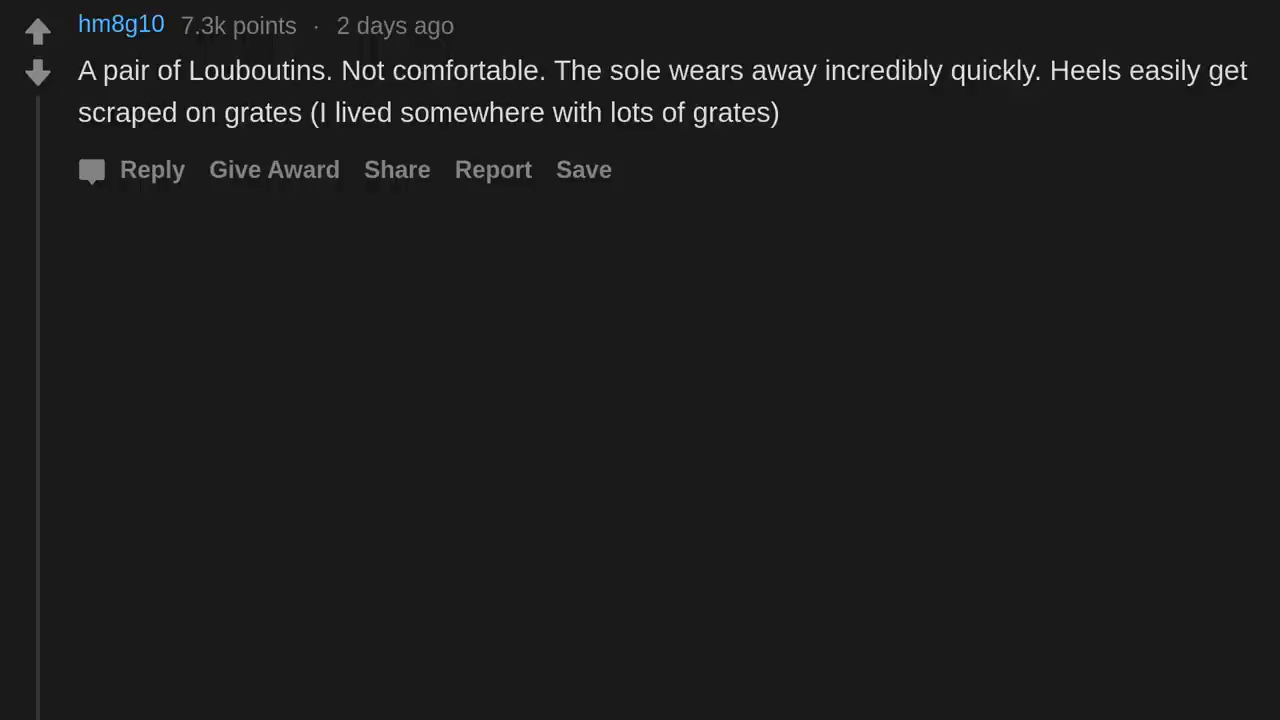 hm8g10 7.3k points · 2 days ago
A pair of Louboutins. Not comfortable. The sole wears away incredibly quickly. Heels easily get
scraped on grates (I lived somewhere with lots of grates)
Reply Give Award Share Report Save